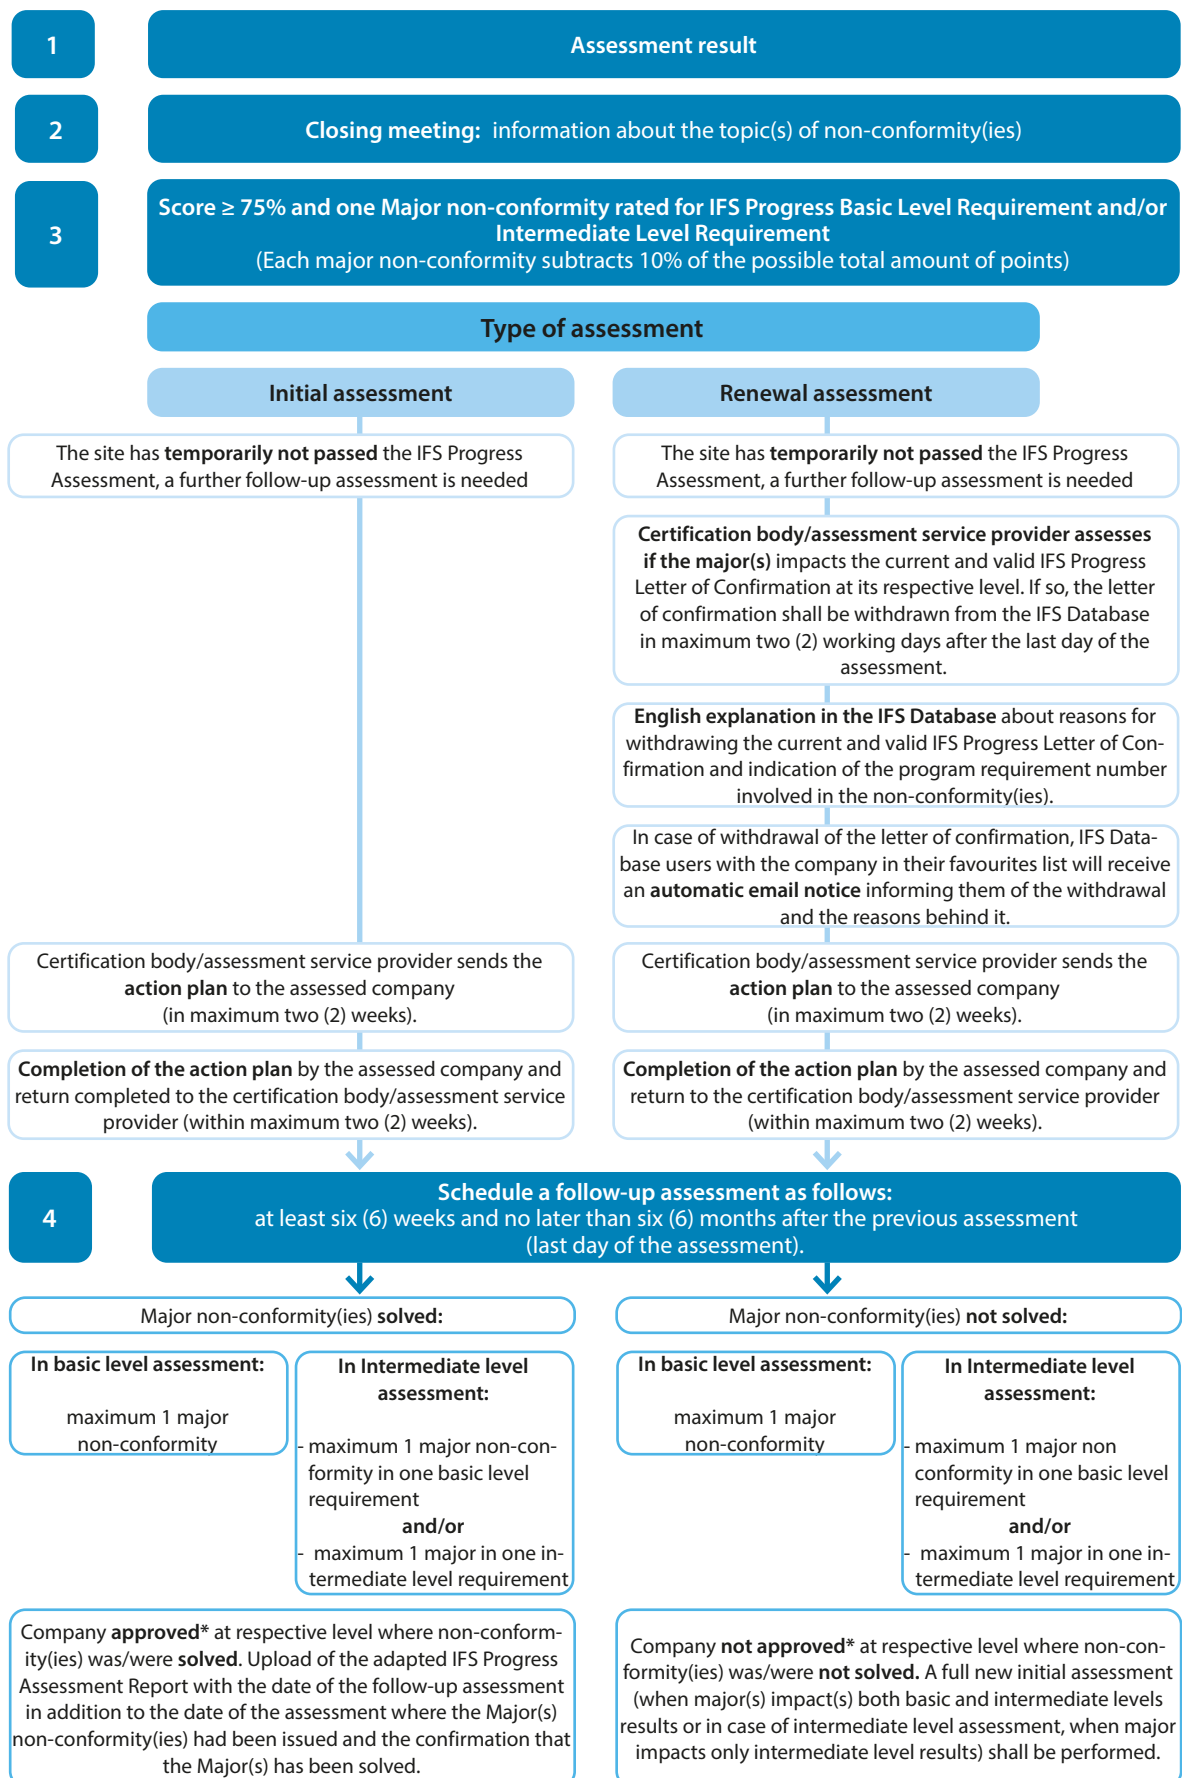 1
Assessment result
2
Closing meeting: information about the topic(s) of non-conformity(ies)
3
Score ≥ 75% and one Major non-conformity rated for IFS Progress Basic Level Requirement and/or
Intermediate Level Requirement
(Each major non-conformity subtracts 10% of the possible total amount of points)
Type of assessment
Initial assessment
The site has temporarily not passed the IFS Progress
Assessment, a further follow-up assessment is needed
Certification body/assessment service provider sends the
action plan to the assessed company
(in maximum two (2) weeks).
Completion of the action plan by the assessed company and
return completed to the certification body/assessment service
provider (within maximum two (2) weeks).
Renewal assessment
The site has temporarily not passed the IFS Progress
Assessment, a further follow-up assessment is needed
Certification body/assessment service provider assesses
if the major(s) impacts the current and valid IFS Progress
Letter of Confirmation at its respective level. If so, the letter
of confirmation shall be withdrawn from the IFS Database
in maximum two (2) working days after the last day of the
assessment.
English explanation in the IFS Database about reasons for
withdrawing the current and valid IFS Progress Letter of Con-
firmation and indication of the program requirement number
involved in the non-conformity(ies).
In case of withdrawal of the letter of confirmation, IFS Data-
base users with the company in their favourites list will receive
an automatic email notice informing them of the withdrawal
and the reasons behind it.
Certification body/assessment service provider sends the
action plan to the assessed company
(in maximum two (2) weeks).
Completion of the action plan by the assessed company and
return to the certification body/assessment service provider
(within maximum two (2) weeks).
4
Schedule a follow-up assessment as follows:
at least six (6) weeks and no later than six (6) months after the previous assessment
(last day of the assessment).
Major non-conformity(ies) solved:
In basic level assessment:
maximum 1 major
non-conformity
In Intermediate level
assessment:
- maximum 1 major non-con-
formity in one basic level
requirement
and/or
- maximum 1 major in one in-
termediate level requirement
Company approved* at respective level where non-conform-
ity(ies) was/were solved. Upload of the adapted IFS Progress
Assessment Report with the date of the follow-up assessment
in addition to the date of the assessment where the Major(s)
non-conformity(ies) had been issued and the confirmation that
the Major(s) has been solved.
Major non-conformity(ies) not solved:
In basic level assessment:
maximum 1 major
non-conformity
In Intermediate level
assessment:
- maximum 1 major non
conformity in one basic level
requirement
and/or
- maximum 1 major in one in-
termediate level requirement
Company not approved* at respective level where non-con-
formity(ies) was/were not solved. A full new initial assessment
(when major(s) impact(s) both basic and intermediate levels
results or in case of intermediate level assessment, when major
impacts only intermediate level results) shall be performed.